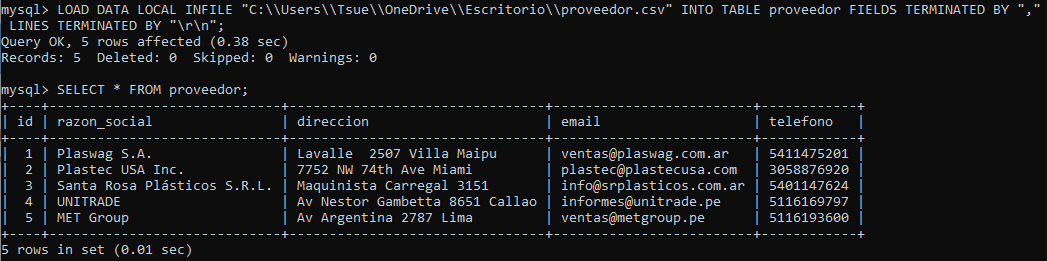 mysql> LOAD DATA LOCAL INFILE "C:\\Users\\Tsue\\OneDrive\\Escritorio\\proveedor.csv" INTO TABLE proveedor FIELDS TERMINATED BY ","
LINES TERMINATED BY "\r\n";
Query OK, 5 rows affected (0.38 sec)
Records: 5  Deleted: 0  Skipped: 0  Warnings: 0

mysql> SELECT * FROM proveedor;
+----+----------------------------+--------------------------------+-------------------------+------------+
| id | razon_social               | direccion                      | email                   | telefono   |
+----+----------------------------+--------------------------------+-------------------------+------------+
|  1 | Plaswag S.A.               | Lavalle  2507 Villa Maipu      | ventas@plaswag.com.ar   | 5411475201 |
|  2 | Plastec USA Inc.           | 7752 NW 74th Ave Miami         | plastec@plastecusa.com  | 3058876920 |
|  3 | Santa Rosa Plásticos S.R.L. | Maquinista Carregal 3151       | info@srplasticos.com.ar | 5401147624 |
|  4 | UNITRADE                   | Av Nestor Gambetta 8651 Callao | informes@unitrade.pe    | 5116169797 |
|  5 | MET Group                  | Av Argentina 2787 Lima         | ventas@metgroup.pe      | 5116193600 |
+----+----------------------------+--------------------------------+-------------------------+------------+
5 rows in set (0.01 sec)